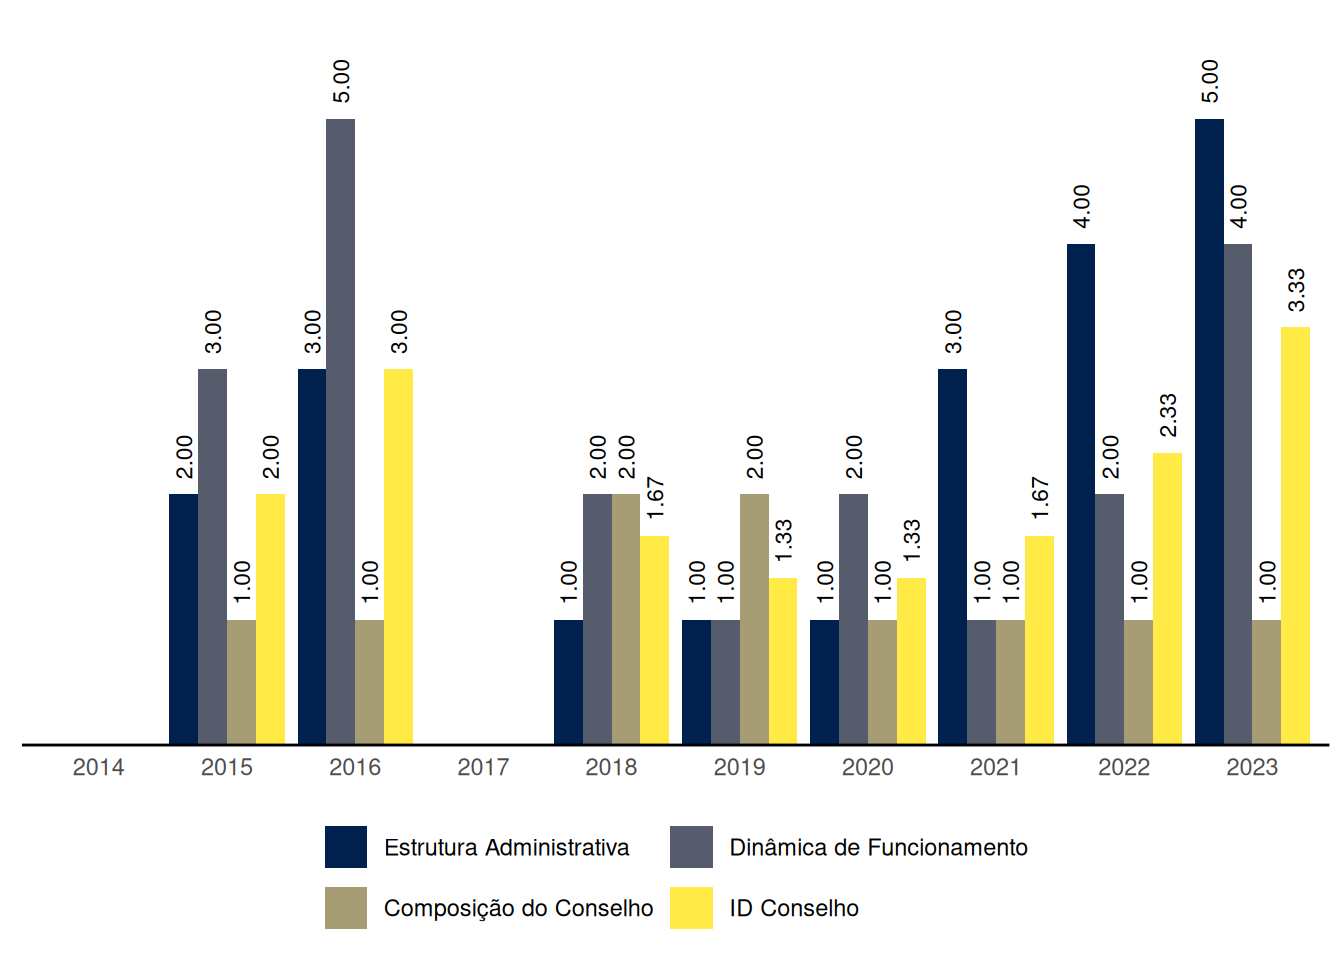 2.00 3.00 1.00 2.00
3.00 5.00 1.00 3.00
1.00 2.00 2.00 1.67
1.00 1.00 2.00 1.33
1.00 2.00 1.00 1.33
3.00 1.00 1.00 1.67
4.00 2.00 1.00 2.33
5.00 4.00 1.00 3.33
2014 2015 2016 2017 2018 2019 2020 2021 2022 2023
Estrutura Administrativa Dinâmica de Funcionamento
Composição do Conselho ID Conselho